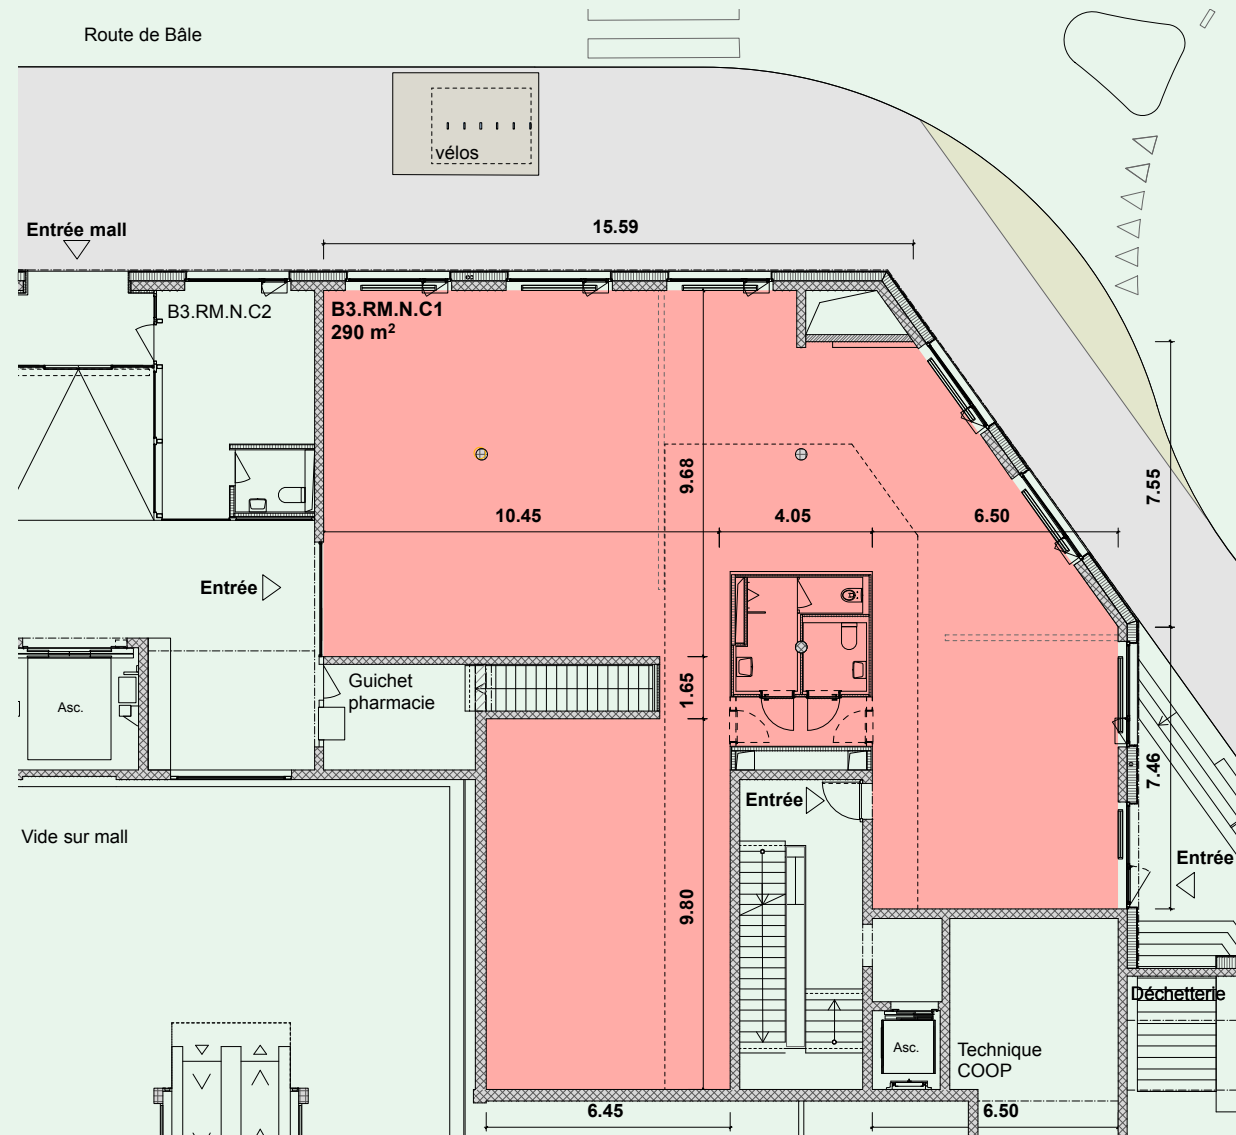 Route de Bâle
vélos
Entrée mall
15.59
B3.RM.N.C2
B3.RM.N.C1
290 m²
9.68
7.55
10.45
4.05
6.50
Entrée
Guichet
pharmacie
1.65
Asc.
7.46
Entrée
Vide sur mall
Entrée
9.80
Déchetterie
Asc.
Technique
COOP
6.45
6.50